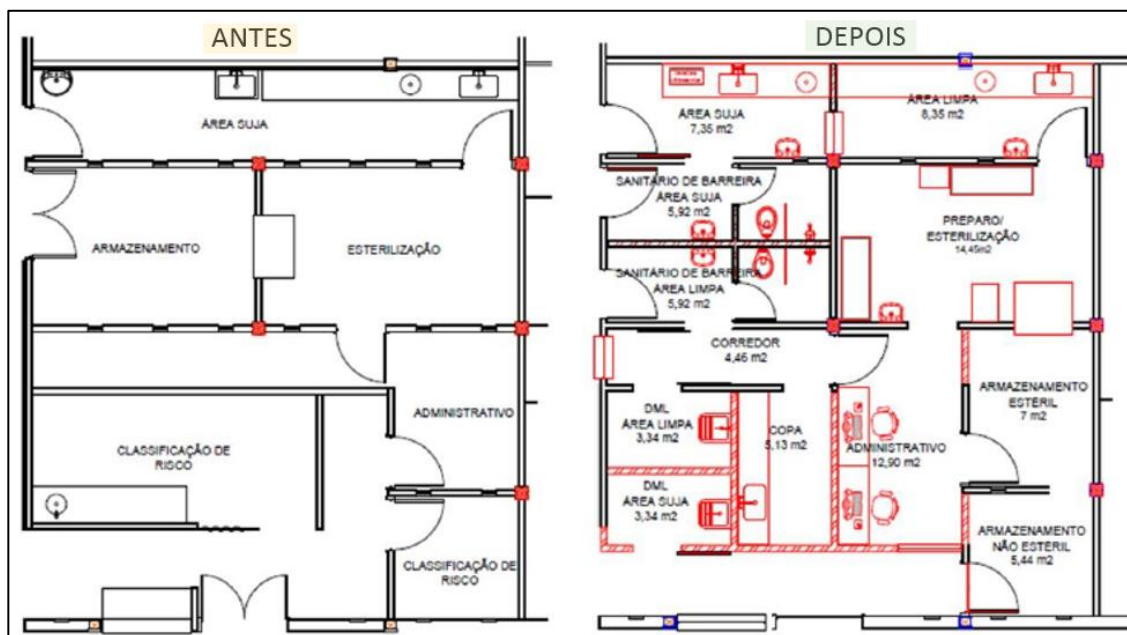 ANTES
ÁREA SUJA
ARMAZENAMENTO
ESTERILIZAÇÃO
ADMINISTRATIVO
CLASSIFICAÇÃO DE
RISCO
CLASSIFICAÇÃO DE
RISCO
DEPOIS
ÁREA SUJA
7,35 m2
ÁREA LIMPA
8,35 m2
SANITÁRIO DE BARREIRA
ÁREA SUJA
5,92 m2
PREPARO/
ESTERILIZAÇÃO
14,45m2
SANITÁRIO DE BARREIRA
ÁREA LIMPA
5,92 m2
CORREDOR
4,46 m2
ARMAZENAMENTO
ESTÉRIL
7 m2
DML
ÁREA LIMPA
3,34 m2
COPA
5,13 m2
ADMINISTRATIVO
12,90 m2
DML
ÁREA SUJA
3,34 m2
ARMAZENAMENTO
NÃO ESTÉRIL
5,44 m2